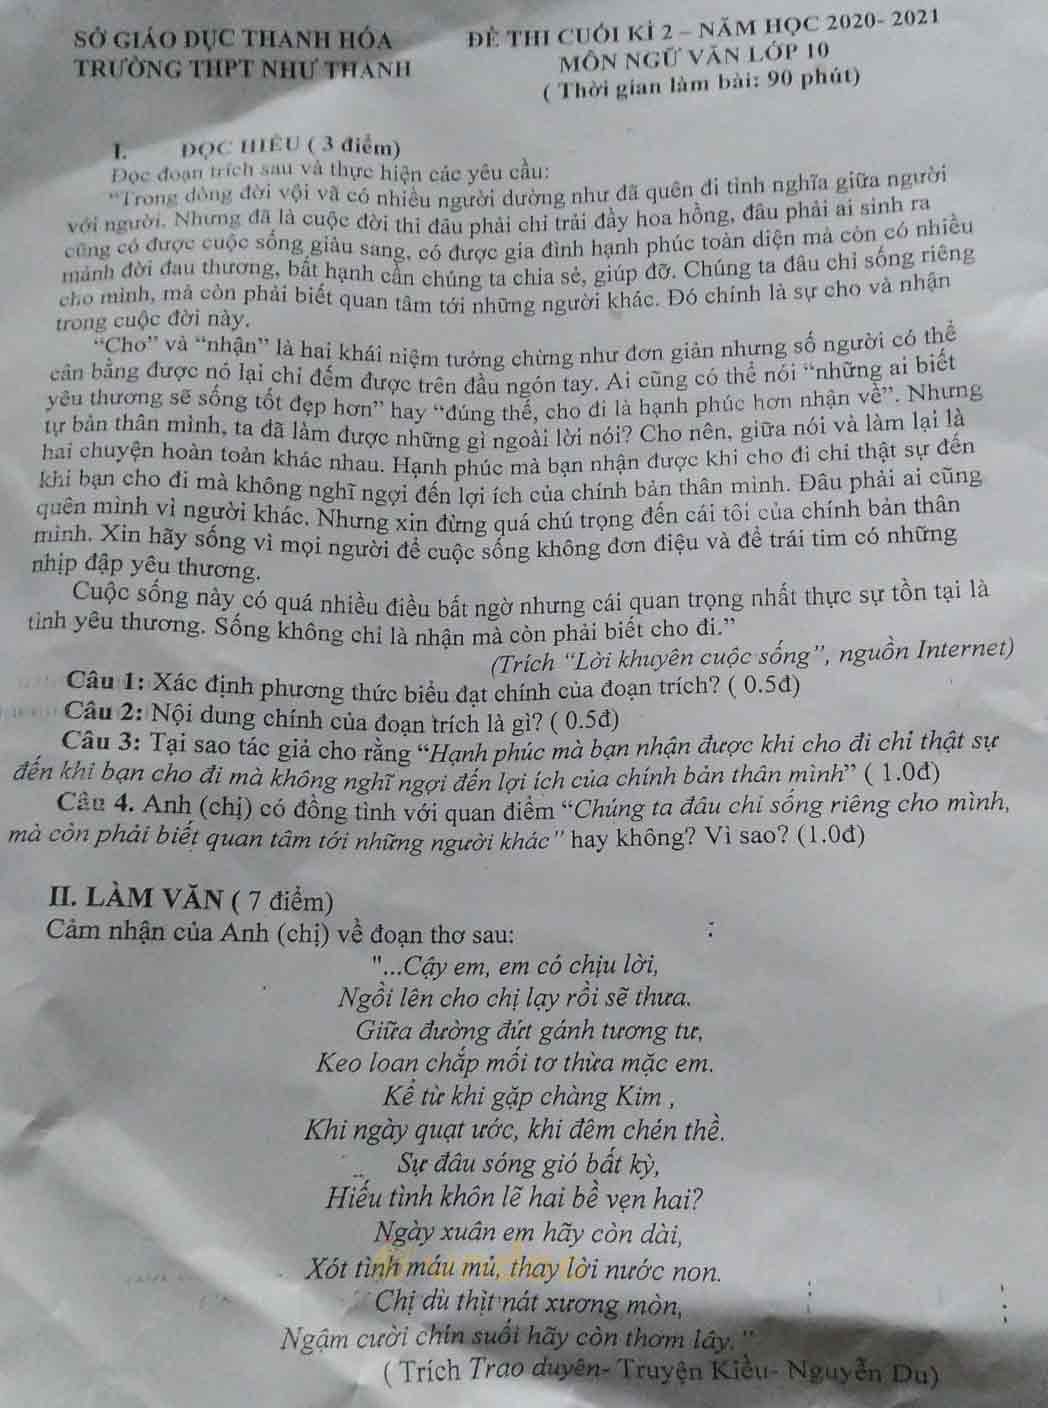 SỞ GIÁO DỤC THANH HÓA
TRƯỜNG THPT NHƯ THANH
ĐỀ THI CUỐI KÌ 2 – NĂM HỌC 2020- 2021
MÔN NGỮ VĂN LỚP 10
( Thời gian làm bài: 90 phút)
I. ĐỌC HIỂU ( 3 điểm)
Đọc đoạn trích sau và thực hiện các yêu cầu:
“Trong dòng đời vội vã có nhiều người dường như đã quên đi tình nghĩa giữa người
với người. Nhưng đã là cuộc đời thì đâu phải chỉ trải đầy hoa hồng, đâu phải ai sinh ra
cũng có được cuộc sống giàu sang, có được gia đình hạnh phúc toàn diện mà còn có nhiều
mảnh đời đau thương, bất hạnh cần chúng ta chia sẻ, giúp đỡ. Chúng ta đâu chỉ sống riêng
cho mình, mà còn phải biết quan tâm tới những người khác. Đó chính là sự cho và nhận
trong cuộc đời này.
“Cho” và “nhận” là hai khái niệm tưởng chừng như đơn giản nhưng số người có thể
cân bằng được nó lại chỉ đếm được trên đầu ngón tay. Ai cũng có thể nói “những ai biết
yêu thương sẽ sống tốt đẹp hơn” hay “đúng thế, cho đi là hạnh phúc hơn nhận về”. Nhưng
tự bản thân mình, ta đã làm được những gì ngoài lời nói? Cho nên, giữa nói và làm lại là
hai chuyện hoàn toàn khác nhau. Hạnh phúc mà bạn nhận được khi cho đi chỉ thật sự đến
khi bạn cho đi mà không nghĩ ngợi đến lợi ích của chính bản thân mình. Đâu phải ai cũng
quên mình vì người khác. Nhưng xin đừng quá chú trọng đến cái tôi của chính bản thân
mình. Xin hãy sống vì mọi người để cuộc sống không đơn điệu và để trái tim có những
nhịp đập yêu thương.
Cuộc sống này có quá nhiều điều bất ngờ nhưng cái quan trọng nhất thực sự tồn tại là
tình yêu thương. Sống không chỉ là nhận mà còn phải biết cho đi.”
(Trích “Lời khuyên cuộc sống”, nguồn Internet)
Câu 1: Xác định phương thức biểu đạt chính của đoạn trích? ( 0.5đ)
Câu 2: Nội dung chính của đoạn trích là gì? ( 0.5đ)
Câu 3: Tại sao tác giả cho rằng “Hạnh phúc mà bạn nhận được khi cho đi chỉ thật sự
đến khi bạn cho đi mà không nghĩ ngợi đến lợi ích của chính bản thân mình” ( 1.0đ)
Câu 4. Anh (chị) có đồng tình với quan điểm “Chúng ta đâu chỉ sống riêng cho mình,
mà còn phải biết quan tâm tới những người khác" hay không? Vì sao? (1.0đ)
II. LÀM VĂN ( 7 điểm)
Cảm nhận của Anh (chị) về đoạn thơ sau:
"...Cậy em, em có chịu lời,
Ngồi lên cho chị lạy rồi sẽ thưa.
Giữa đường đứt gánh tương tư,
Keo loan chắp mối tơ thừa mặc em.
Kể từ khi gặp chàng Kim ,
Khi ngày quạt ước, khi đêm chén thề.
Sự đâu sóng gió bất kỳ,
Hiếu tình khôn lẽ hai bề vẹn hai?
Ngày xuân em hãy còn dài,
Xót tình máu mủ, thay lời nước non.
Chị dù thịt nát xương mòn,
Ngậm cười chín suối hãy còn thơm lây."
( Trích Trao duyên- Truyện Kiều- Nguyễn Du)